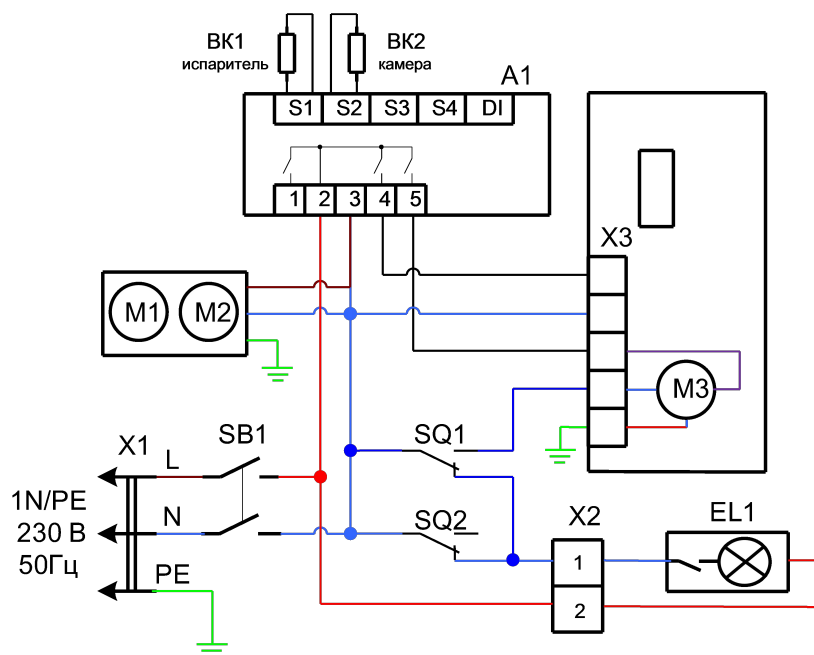 ВК1
испаритель
ВК2
камера
A1
S1 S2 S3 S4 DI
1 2 3 4 5
X3
M1 M2
M3
X1
L
SB1
SQ1
1N/PE
230 В
50Гц
N
SQ2
X2
EL1
PE
1
2